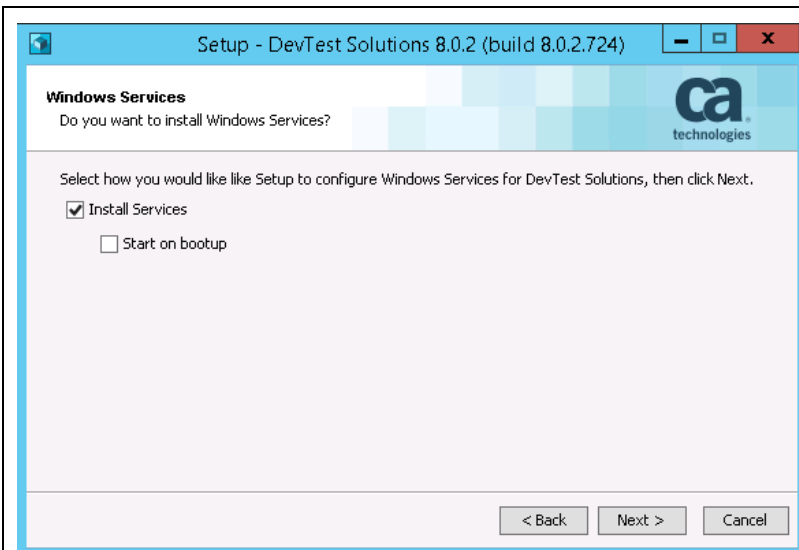 Setup - DevTest Solutions 8.0.2 (build 8.0.2.724)
Windows Services
Do you want to install Windows Services?
ca
technologies
Select how you would like like Setup to configure Windows Services for DevTest Solutions, then click Next.
Install Services
Start on bootup
< Back Next > Cancel